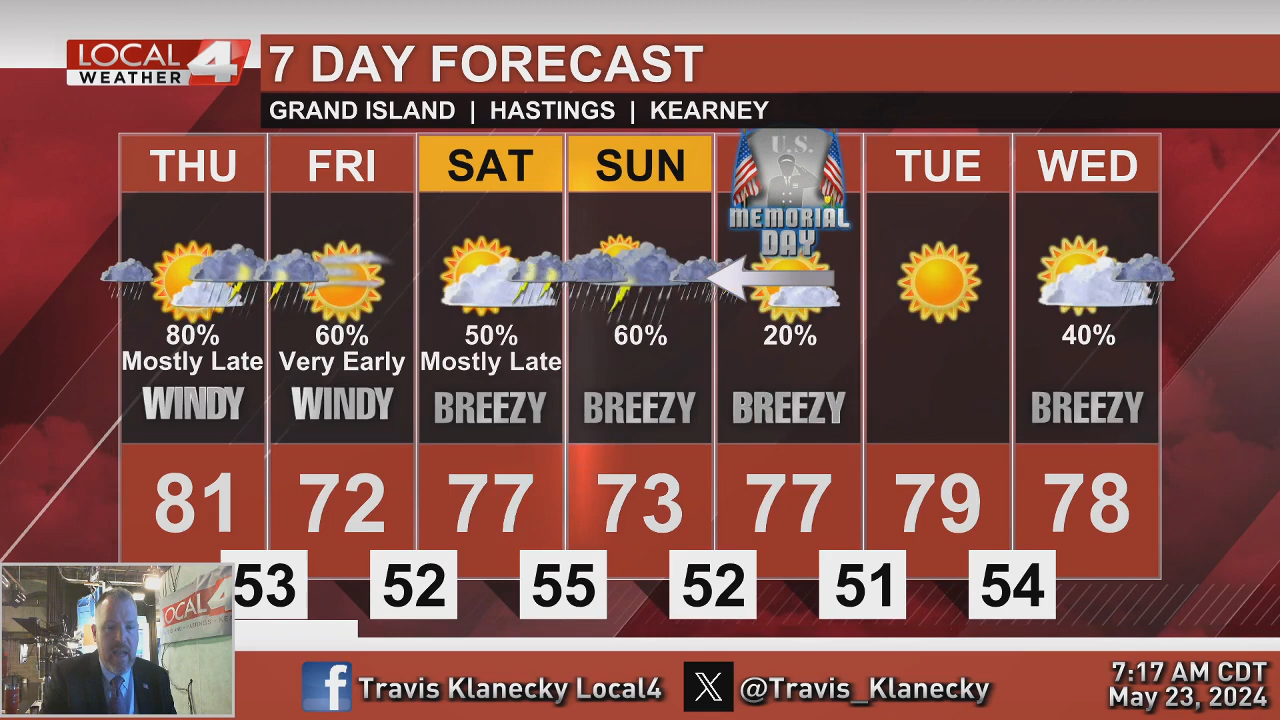 LOCAL 4
WEATHER
7 DAY FORECAST
GRAND ISLAND | HASTINGS | KEARNEY
THU FRI SAT SUN U.S. MEMORIAL DAY TUE WED
80% 60% 50% 60% 20% 40%
Mostly Late Very Early Mostly Late
WINDY WINDY BREEZY BREEZY BREEZY BREEZY
81 72 77 73 77 79 78
53 52 55 52 51 54
LOCAL 4
Travis Klanecky Local4 @Travis_Klanecky
7:17 AM CDT
May 23, 2024